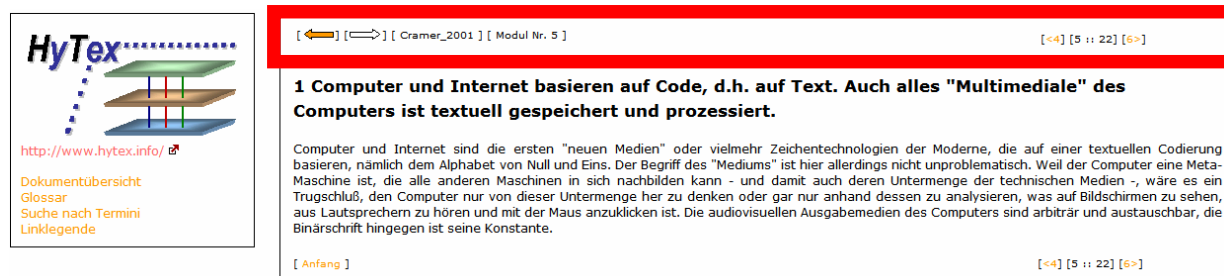 HyTex
http://www.hytex.info/
Dokumentübersicht
Glossar
Suche nach Termini
Linklegende
[ ] [ ] [ Cramer_2001 ] [ Modul Nr. 5 ]
[<4] [5 :: 22] [6>]
1 Computer und Internet basieren auf Code, d.h. auf Text. Auch alles "Multimediale" des
Computers ist textuell gespeichert und prozessiert.
Computer und Internet sind die ersten "neuen Medien" oder vielmehr Zeichentechnologien der Moderne, die auf einer textuellen Codierung
basieren, nämlich dem Alphabet von Null und Eins. Der Begriff des "Mediums" ist hier allerdings nicht unproblematisch. Weil der Computer eine Meta-
Maschine ist, die alle anderen Maschinen in sich nachbilden kann - und damit auch deren Untermenge der technischen Medien -, wäre es ein
Trugschluß, den Computer nur von dieser Untermenge her zu denken oder gar nur anhand dessen zu analysieren, was auf Bildschirmen zu sehen,
aus Lautsprechern zu hören und mit der Maus anzuklicken ist. Die audiovisuellen Ausgabemedien des Computers sind arbiträr und austauschbar, die
Binärschrift hingegen ist seine Konstante.
[ Anfang ]
[<4] [5 :: 22] [6>]